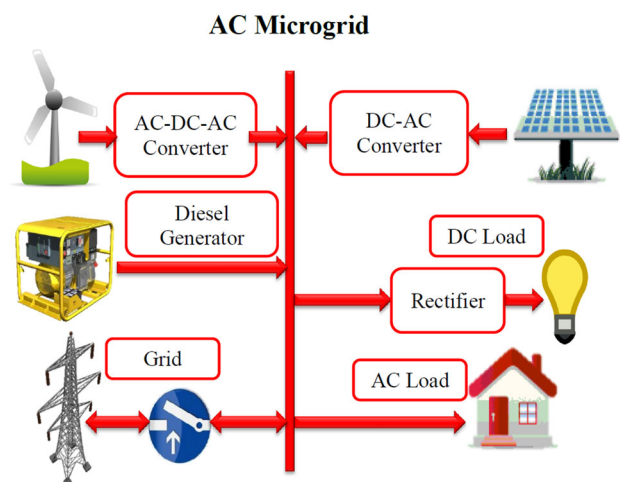 AC Microgrid
AC-DC-AC
Converter
DC-AC
Converter
Diesel
Generator
DC Load
Rectifier
Grid
AC Load